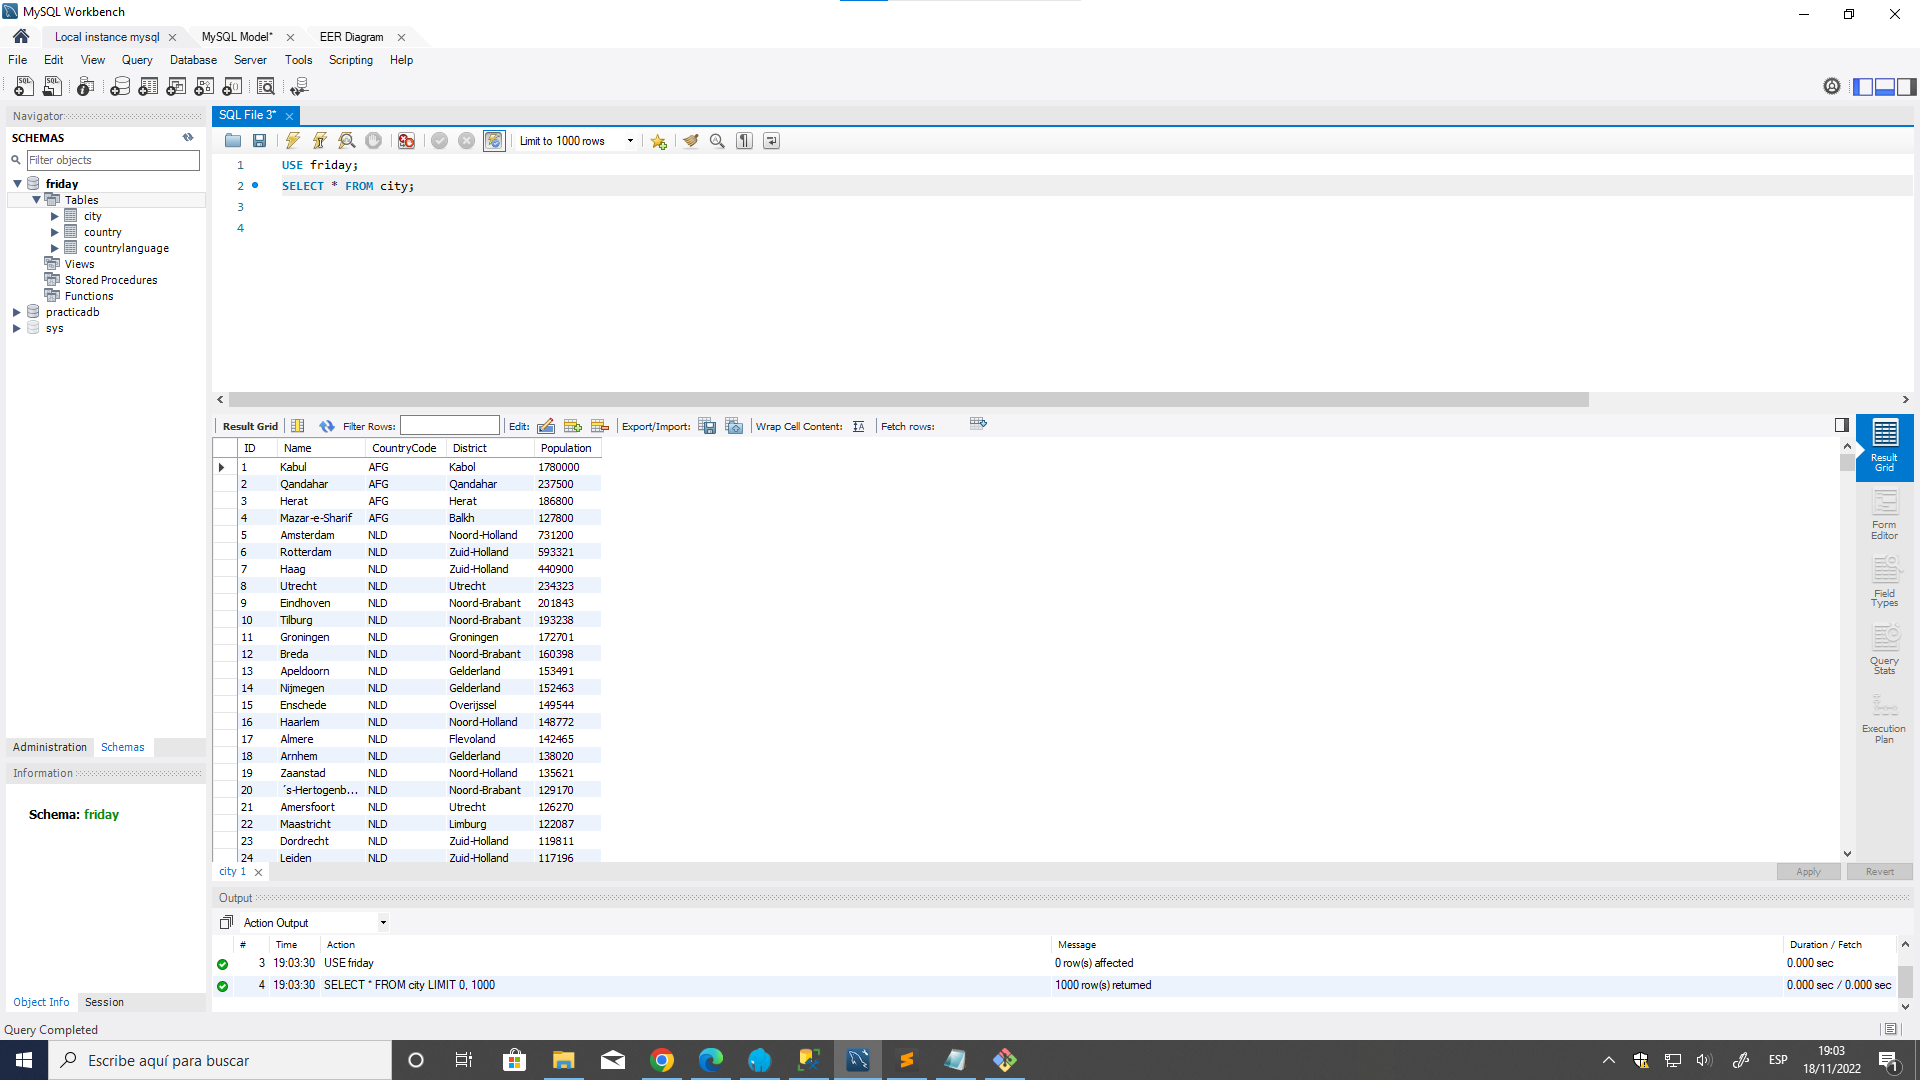 MySQL Workbench
Local instance mysql
MySQL Model*
EER Diagram
File Edit View Query Database Server Tools Scripting Help
Navigator
SCHEMAS
Filter objects
friday
Tables
city
country
countrylanguage
Views
Stored Procedures
Functions
practicadb
sys
Administration Schemas
Information
Schema: friday
Object Info Session
SQL File 3*
Limit to 1000 rows
1 USE friday;
2 SELECT * FROM city;
3
4
Result Grid Filter Rows: Edit: Export/Import: Wrap Cell Content: Fetch rows:
ID Name CountryCode District Population
1 Kabul AFG Kabol 1780000
2 Qandahar AFG Qandahar 237500
3 Herat AFG Herat 186800
4 Mazar-e-Sharif AFG Balkh 127800
5 Amsterdam NLD Noord-Holland 731200
6 Rotterdam NLD Zuid-Holland 593321
7 Haag NLD Zuid-Holland 440900
8 Utrecht NLD Utrecht 234323
9 Eindhoven NLD Noord-Brabant 201843
10 Tilburg NLD Noord-Brabant 193238
11 Groningen NLD Groningen 172701
12 Breda NLD Noord-Brabant 160398
13 Apeldoorn NLD Gelderland 153491
14 Nijmegen NLD Gelderland 152463
15 Enschede NLD Overijssel 149544
16 Haarlem NLD Noord-Holland 148772
17 Almere NLD Flevoland 142465
18 Arnhem NLD Gelderland 138020
19 Zaanstad NLD Noord-Holland 135621
20 ´s-Hertogenb... NLD Noord-Brabant 129170
21 Amersfoort NLD Utrecht 126270
22 Maastricht NLD Limburg 122087
23 Dordrecht NLD Zuid-Holland 119811
24 Leiden NLD Zuid-Holland 117196
Result
Grid
Form
Editor
Field
Types
Query
Stats
Execution
Plan
city 1
Apply Revert
Output
Action Output
# Time Action Message Duration / Fetch
3 19:03:30 USE friday 0 row(s) affected 0.000 sec
4 19:03:30 SELECT * FROM city LIMIT 0, 1000 1000 row(s) returned 0.000 sec / 0.000 sec
Query Completed
Escribe aquí para buscar
ESP
19:03
18/11/2022
1